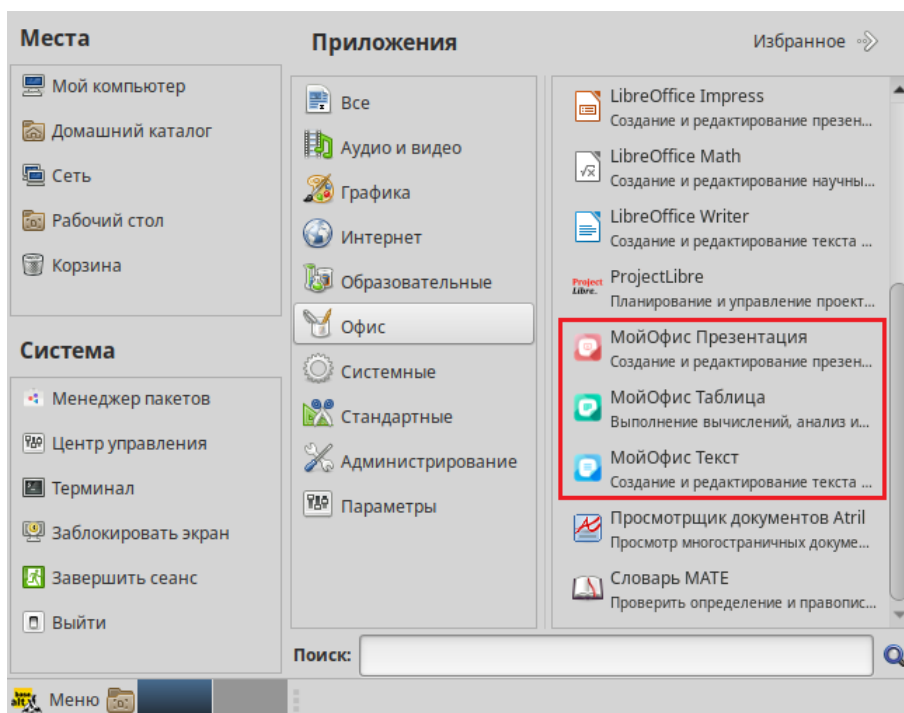 Места
Мой компьютер
Домашний каталог
Сеть
Рабочий стол
Корзина
Система
Менеджер пакетов
Центр управления
Терминал
Заблокировать экран
Завершить сеанс
Выйти
Приложения
Избранное
Все
Аудио и видео
Графика
Интернет
Образовательные
Офис
Системные
Стандартные
Администрирование
Параметры
LibreOffice Impress
Создание и редактирование презен...
LibreOffice Math
Создание и редактирование научны...
LibreOffice Writer
Создание и редактирование текста ...
Project Libre.
ProjectLibre
Планирование и управление проект...
МойОфис Презентация
Создание и редактирование презен...
МойОфис Таблица
Выполнение вычислений, анализ и...
МойОфис Текст
Создание и редактирование текста ...
Просмотрщик документов Atril
Просмотр многостраничных докуме...
Словарь MATE
Проверить определение и правопис...
Поиск:
Меню